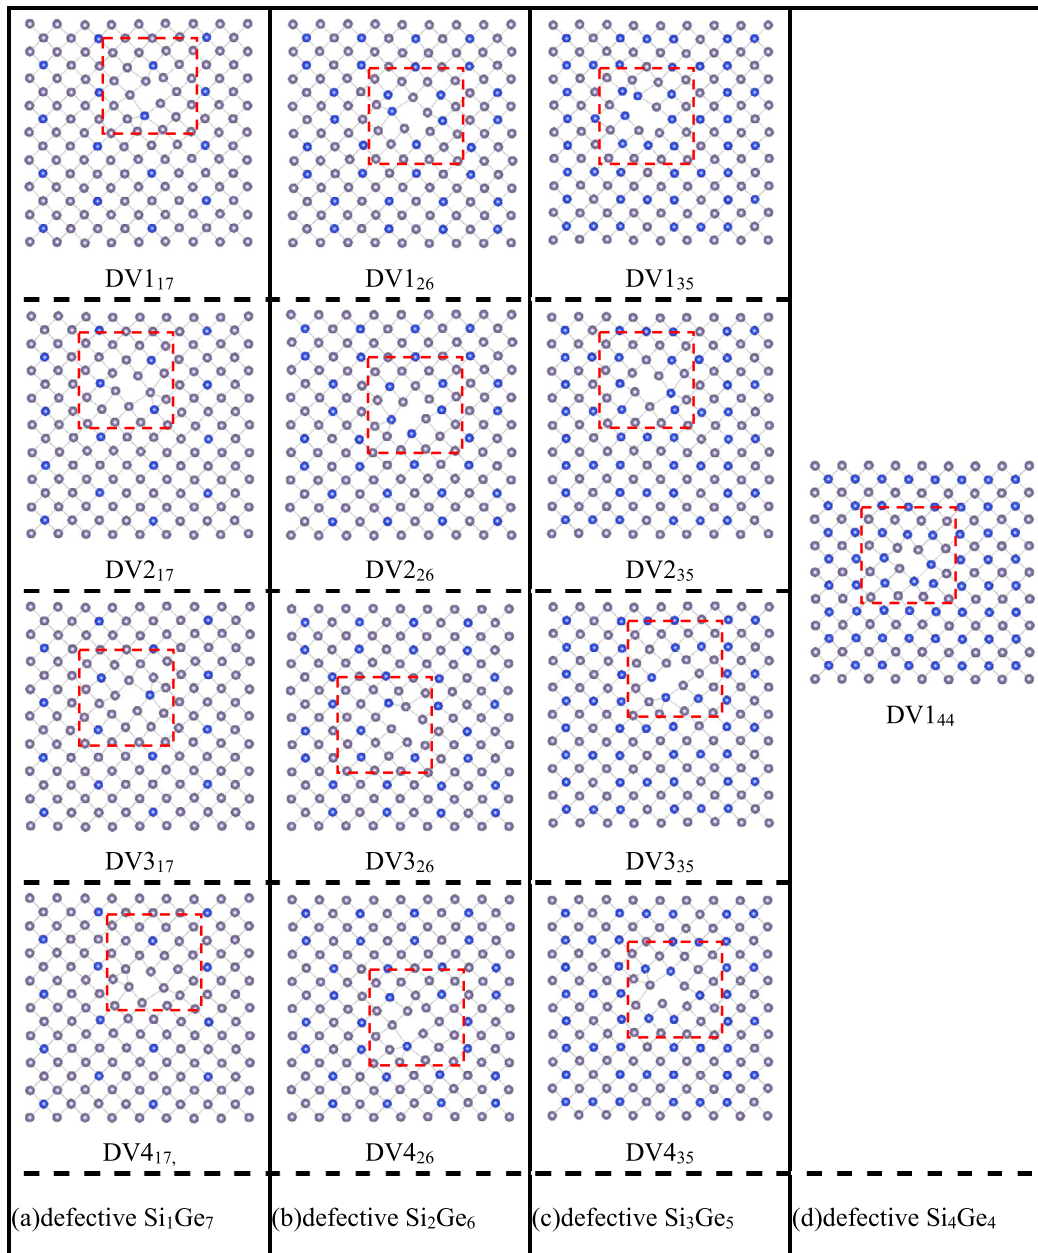 DV1₁₇ DV1₂₆ DV1₃₅
DV2₁₇ DV2₂₆ DV2₃₅
DV1₄₄
DV3₁₇ DV3₂₆ DV3₃₅
DV4₁₇, DV4₂₆ DV4₃₅
(a)defective Si₁Ge₇ (b)defective Si₂Ge₆ (c)defective Si₃Ge₅ (d)defective Si₄Ge₄